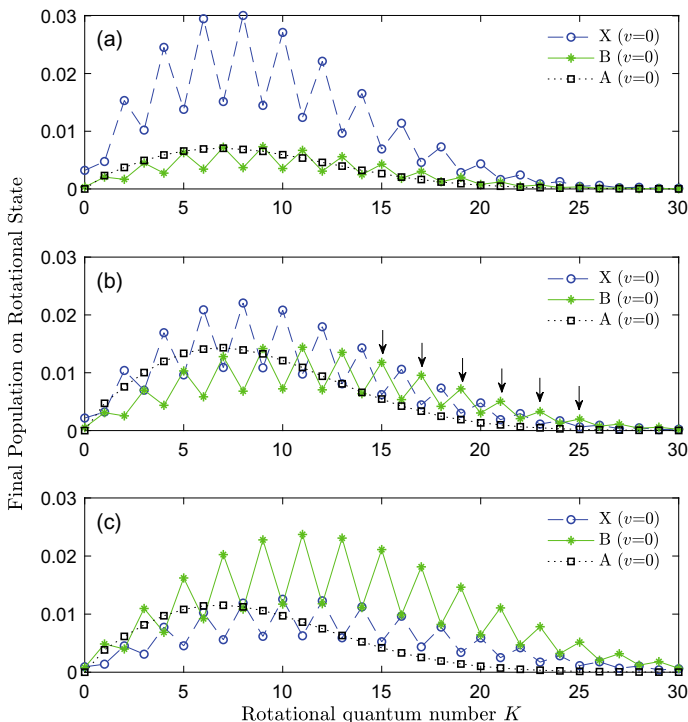 Final Population on Rotational State
0.03
0.02
0.01
0
(a)
X (v=0)
B (v=0)
A (v=0)
0 5 10 15 20 25 30
0.03
0.02
0.01
0
(b)
X (v=0)
B (v=0)
A (v=0)
0 5 10 15 20 25 30
0.03
0.02
0.01
0
(c)
X (v=0)
B (v=0)
A (v=0)
0 5 10 15 20 25 30
Rotational quantum number K